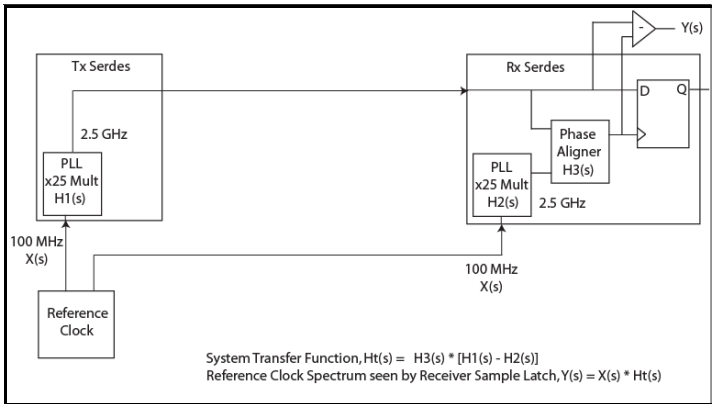 Y(s)
-
Tx Serdes
Rx Serdes
D
Q
2.5 GHz
Phase
Aligner
H3(s)
PLL
x25 Mult
H1(s)
PLL
x25 Mult
H2(s)
2.5 GHz
100 MHz
X(s)
100 MHz
X(s)
Reference
Clock
System Transfer Function, Ht(s) = H3(s) * [H1(s) - H2(s)]
Reference Clock Spectrum seen by Receiver Sample Latch, Y(s) = X(s) * Ht(s)